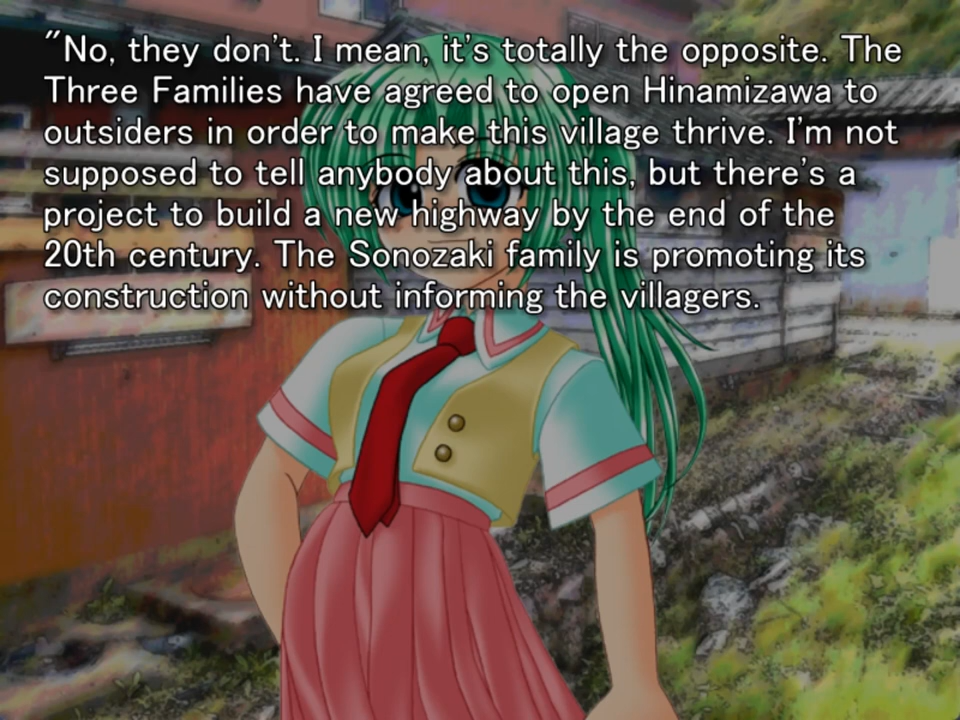 "No, they don't. I mean, it's totally the opposite. The
Three Families have agreed to open Hinamizawa to
outsiders in order to make this village thrive. I'm not
supposed to tell anybody about this, but there's a
project to build a new highway by the end of the
20th century. The Sonozaki family is promoting its
construction without informing the villagers.